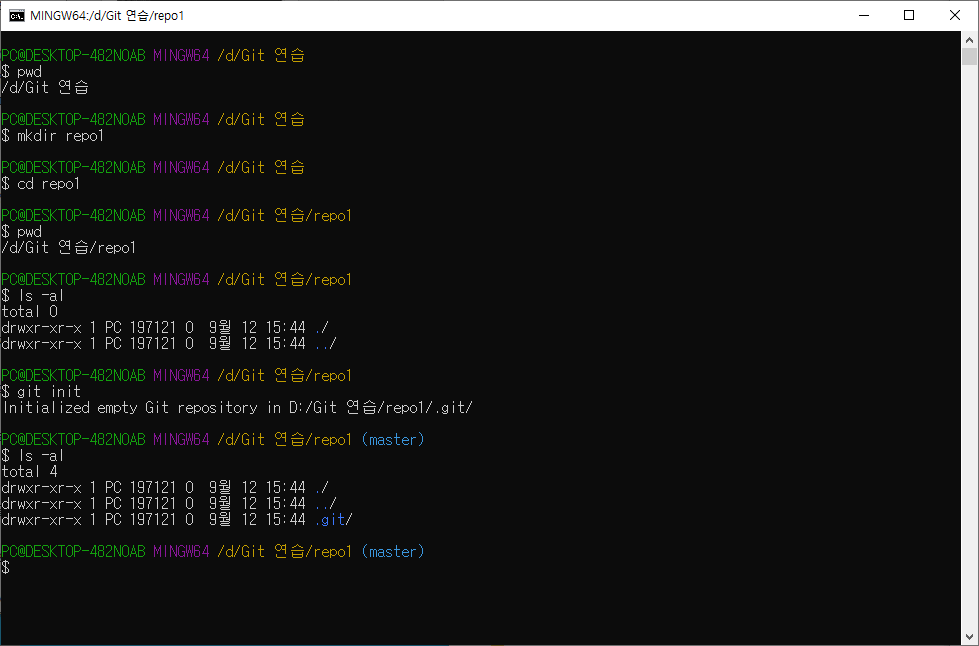 MINGW64:/d/Git 연습/repo1
PC@DESKTOP-482NOAB MINGW64 /d/Git 연습
$ pwd
/d/Git 연습
PC@DESKTOP-482NOAB MINGW64 /d/Git 연습
$ mkdir repo1
PC@DESKTOP-482NOAB MINGW64 /d/Git 연습
$ cd repo1
PC@DESKTOP-482NOAB MINGW64 /d/Git 연습/repo1
$ pwd
/d/Git 연습/repo1
PC@DESKTOP-482NOAB MINGW64 /d/Git 연습/repo1
$ ls -al
total 0
drwxr-xr-x 1 PC 197121 0  9월 12 15:44 ./
drwxr-xr-x 1 PC 197121 0  9월 12 15:44 ../
PC@DESKTOP-482NOAB MINGW64 /d/Git 연습/repo1
$ git init
Initialized empty Git repository in D:/Git 연습/repo1/.git/
PC@DESKTOP-482NOAB MINGW64 /d/Git 연습/repo1 (master)
$ ls -al
total 4
drwxr-xr-x 1 PC 197121 0  9월 12 15:44 ./
drwxr-xr-x 1 PC 197121 0  9월 12 15:44 ../
drwxr-xr-x 1 PC 197121 0  9월 12 15:44 .git/
PC@DESKTOP-482NOAB MINGW64 /d/Git 연습/repo1 (master)
$